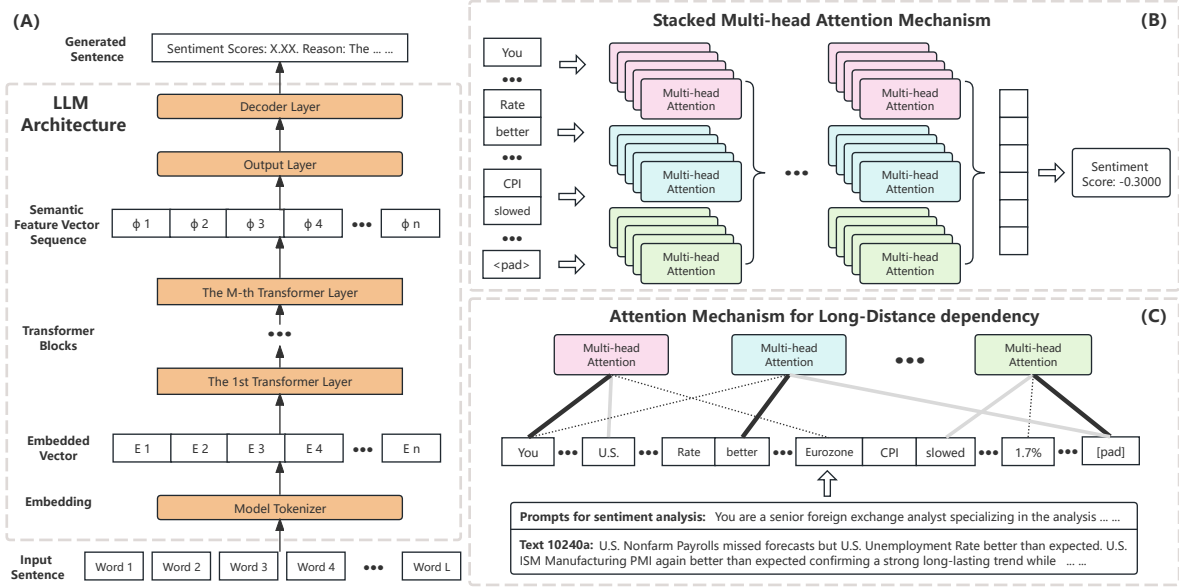 (A)
Generated
Sentence
Sentiment Scores: X.XX. Reason: The ... ...
LLM
Architecture
Decoder Layer
Output Layer
Semantic
Feature Vector
Sequence
ϕ 1 ϕ 2 ϕ 3 ϕ 4 ••• ϕ n
The M-th Transformer Layer
Transformer
Blocks
•••
The 1st Transformer Layer
Embedded
Vector
E 1 E 2 E 3 E 4 ••• E n
Embedding
Model Tokenizer
Input
Sentence
Word 1 Word 2 Word 3 Word 4 ••• Word L
Stacked Multi-head Attention Mechanism
(B)
You
•••
Rate
better
•••
CPI
slowed
•••
<pad>
Multi-head
Attention
Multi-head
Attention
Multi-head
Attention
•••
Multi-head
Attention
Multi-head
Attention
Multi-head
Attention
Sentiment
Score: -0.3000
Attention Mechanism for Long-Distance dependency
(C)
Multi-head
Attention
Multi-head
Attention
•••
Multi-head
Attention
You ••• U.S. ••• Rate better ••• Eurozone CPI slowed ••• 1.7% ••• [pad]
Prompts for sentiment analysis: You are a senior foreign exchange analyst specializing in the analysis ... ...
Text 10240a: U.S. Nonfarm Payrolls missed forecasts but U.S. Unemployment Rate better than expected. U.S.
ISM Manufacturing PMI again better than expected confirming a strong long-lasting trend while ... ...